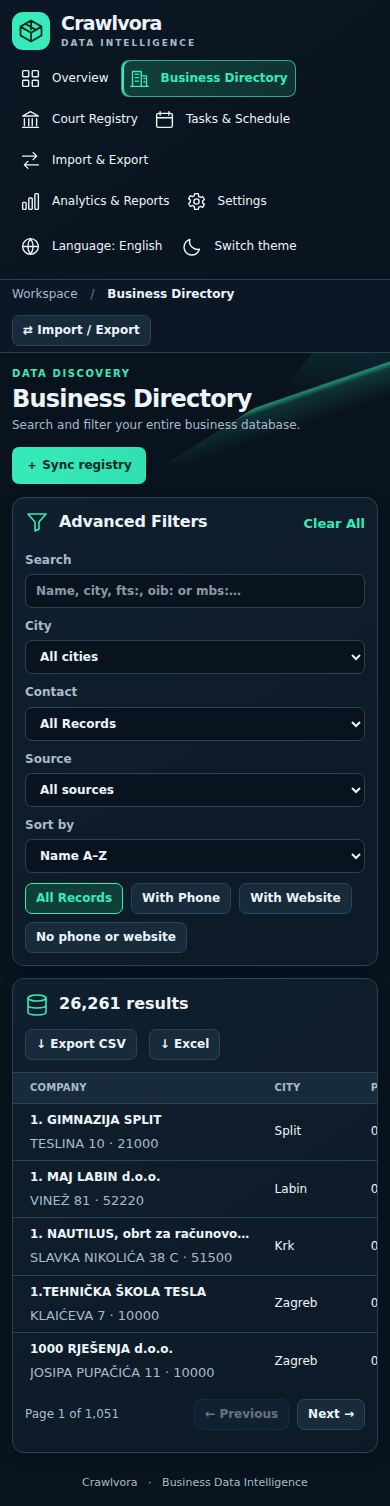 Crawlvora
DATA INTELLIGENCE
Overview
Business Directory
Court Registry
Tasks & Schedule
Import & Export
Analytics & Reports
Settings
Language: English
Switch theme
Workspace / Business Directory
⇄ Import / Export
DATA DISCOVERY
Business Directory
Search and filter your entire business database.
+ Sync registry
Advanced Filters
Clear All
Search
Name, city, fts:, oib: or mbs:…
City
All cities
Contact
All Records
Source
All sources
Sort by
Name A–Z
All Records
With Phone
With Website
No phone or website
26,261 results
↓ Export CSV
↓ Excel
COMPANY CITY P
1. GIMNAZIJA SPLIT
TESLINA 10 · 21000
Split 0
1. MAJ LABIN d.o.o.
VINEŽ 81 · 52220
Labin 0
1. NAUTILUS, obrt za računovo…
SLAVKA NIKOLIĆA 38 C · 51500
Krk 0
1.TEHNIČKA ŠKOLA TESLA
KLAIĆEVA 7 · 10000
Zagreb 0
1000 RJEŠENJA d.o.o.
JOSIPA PUPAČIĆA 11 · 10000
Zagreb 0
Page 1 of 1,051
← Previous
Next →
Crawlvora · Business Data Intelligence